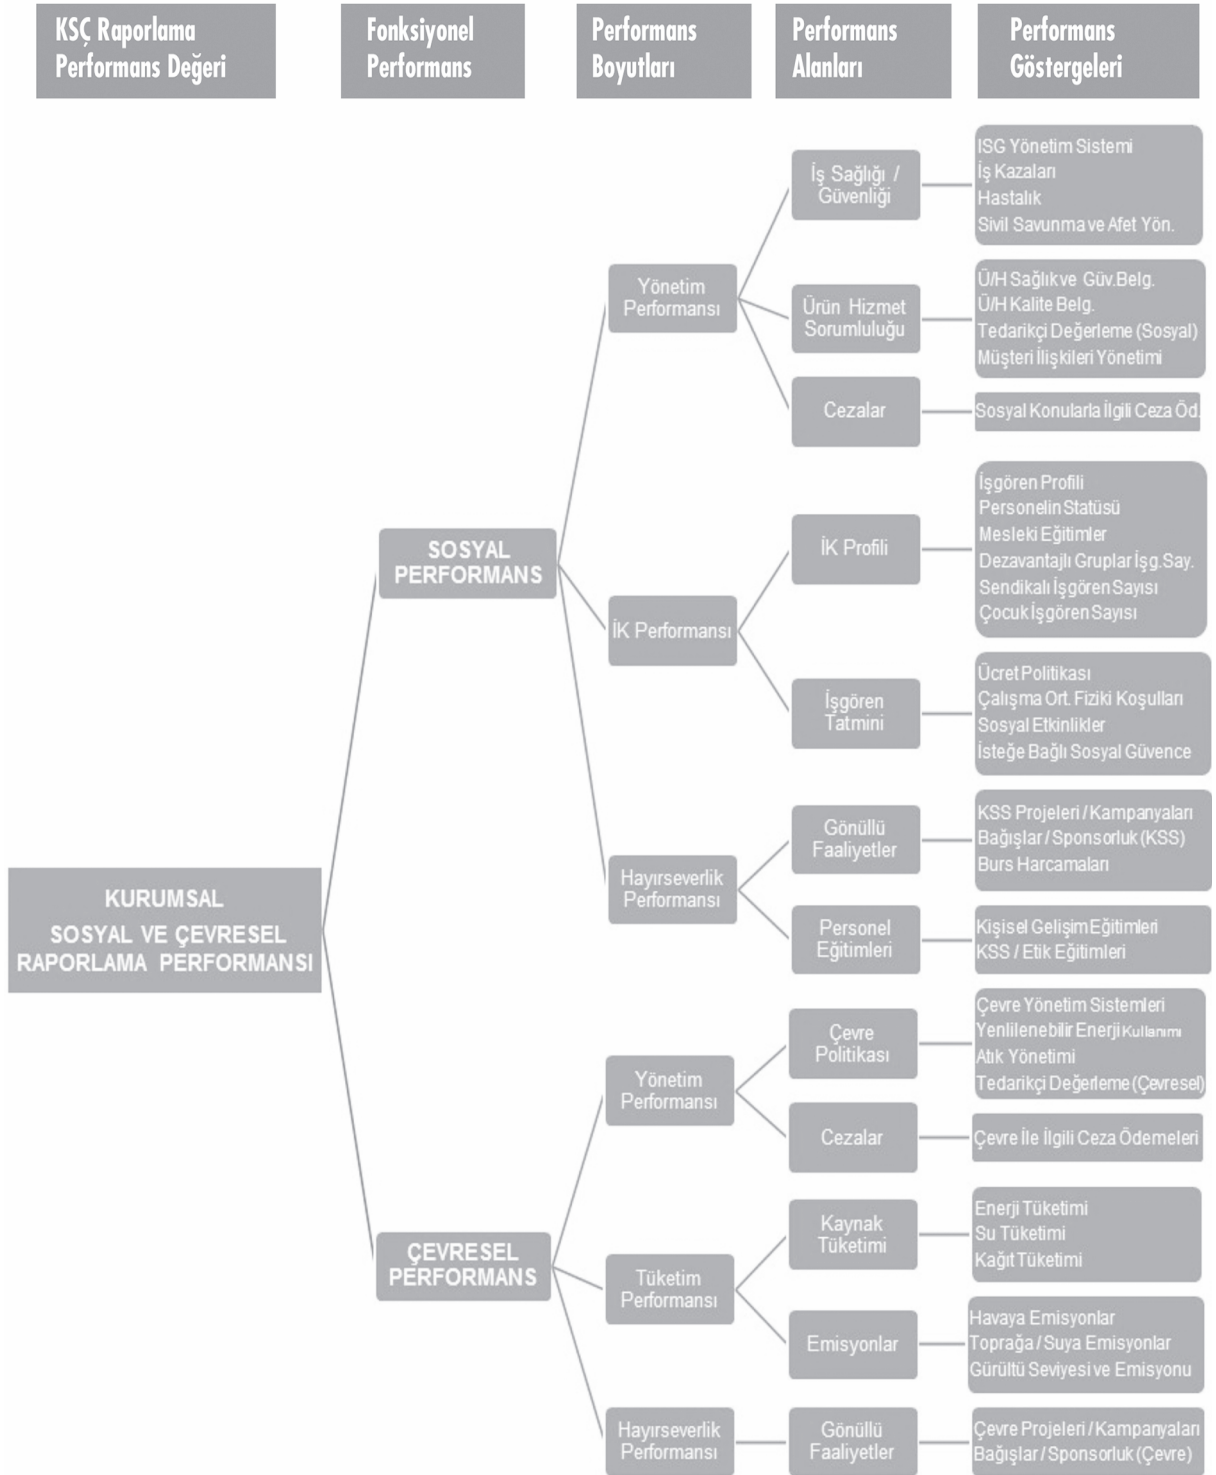 KSÇ Raporlama
Performans Değeri
Fonksiyonel
Performans
Performans
Boyutları
Performans
Alanları
Performans
Göstergeleri
KURUMSAL
SOSYAL VE ÇEVRESEL
RAPORLAMA PERFORMANSI
SOSYAL
PERFORMANS
Yönetim
Performansı
İş Sağlığı /
Güvenliği
ISG Yönetim Sistemi
İş Kazaları
Hastalık
Sivil Savunma ve Afet Yön.
Ürün Hizmet
Sorumluluğu
Ü/H Sağlık ve Güv.Belg.
Ü/H Kalite Belg.
Tedarikçi Değerleme (Sosyal)
Müşteri İlişkileri Yönetimi
Cezalar
Sosyal Konularla İlgili Ceza Öd.
İK Performansı
İK Profili
İşgören Profili
Personelin Statüsü
Mesleki Eğitimler
Dezavantajlı Gruplar İşg.Say.
Sendikalı İşgören Sayısı
Çocuk İşgören Sayısı
İşgören
Tatmini
Ücret Politikası
Çalışma Ort. Fiziki Koşulları
Sosyal Etkinlikler
İsteğe Bağlı Sosyal Güvence
Hayırseverlik
Performansı
Gönüllü
Faaliyetler
KSS Projeleri / Kampanyaları
Bağışlar / Sponsorluk (KSS)
Burs Harcamaları
Personel
Eğitimleri
Kişisel Gelişim Eğitimleri
KSS / Etik Eğitimleri
ÇEVRESEL
PERFORMANS
Yönetim
Performansı
Çevre
Politikası
Çevre Yönetim Sistemleri
Yenlilenebilir Enerji Kullanımı
Atık Yönetimi
Tedarikçi Değerleme (Çevresel)
Cezalar
Çevre İle İlgili Ceza Ödemeleri
Tüketim
Performansı
Kaynak
Tüketimi
Enerji Tüketimi
Su Tüketimi
Kağıt Tüketimi
Emisyonlar
Havaya Emisyonlar
Toprağa / Suya Emisyonlar
Gürültü Seviyesi ve Emisyonu
Hayırseverlik
Performansı
Gönüllü
Faaliyetler
Çevre Projeleri / Kampanyaları
Bağışlar / Sponsorluk (Çevre)